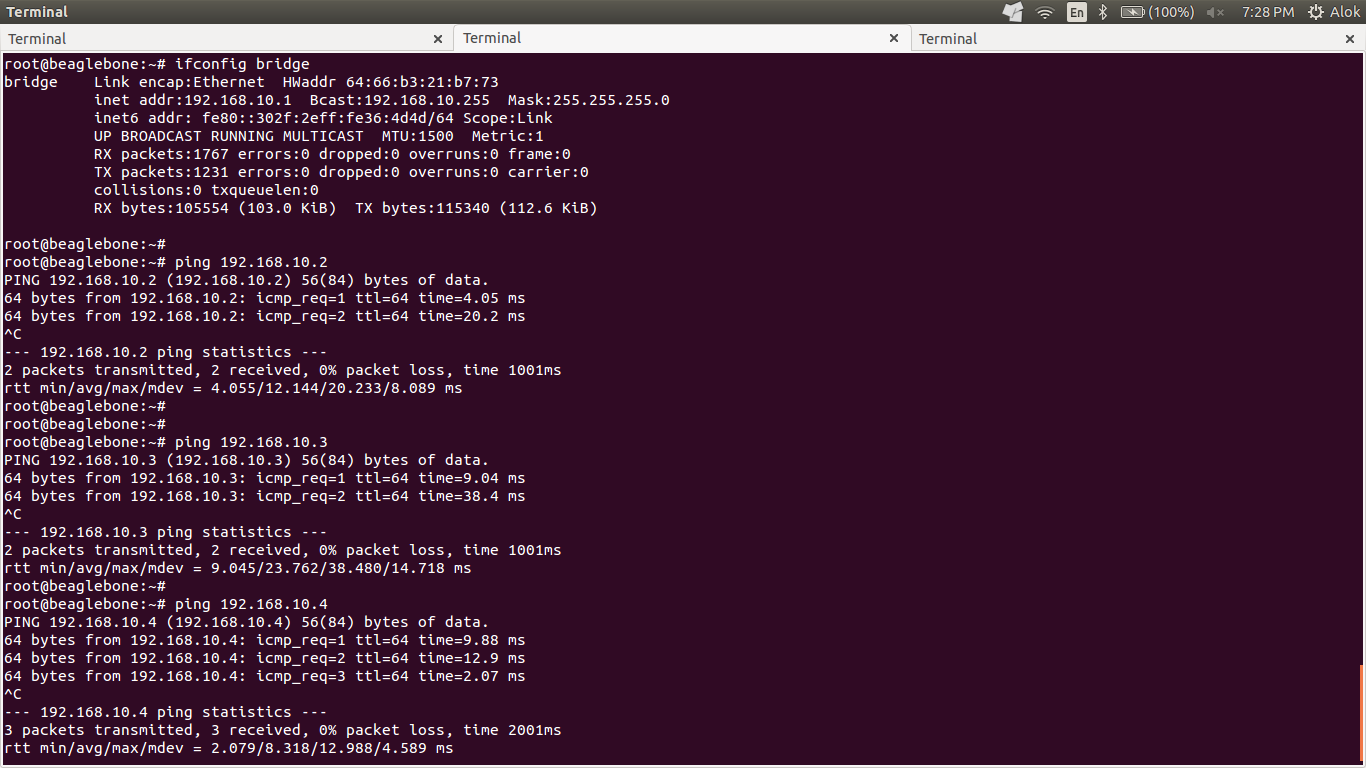 Terminal En (100%) 7:28 PM Alok
Terminal Terminal Terminal
root@beaglebone:~# ifconfig bridge
bridge    Link encap:Ethernet  HWaddr 64:66:b3:21:b7:73
          inet addr:192.168.10.1  Bcast:192.168.10.255  Mask:255.255.255.0
          inet6 addr: fe80::302f:2eff:fe36:4d4d/64 Scope:Link
          UP BROADCAST RUNNING MULTICAST  MTU:1500  Metric:1
          RX packets:1767 errors:0 dropped:0 overruns:0 frame:0
          TX packets:1231 errors:0 dropped:0 overruns:0 carrier:0
          collisions:0 txqueuelen:0
          RX bytes:105554 (103.0 KiB)  TX bytes:115340 (112.6 KiB)

root@beaglebone:~#
root@beaglebone:~# ping 192.168.10.2
PING 192.168.10.2 (192.168.10.2) 56(84) bytes of data.
64 bytes from 192.168.10.2: icmp_req=1 ttl=64 time=4.05 ms
64 bytes from 192.168.10.2: icmp_req=2 ttl=64 time=20.2 ms
^C
--- 192.168.10.2 ping statistics ---
2 packets transmitted, 2 received, 0% packet loss, time 1001ms
rtt min/avg/max/mdev = 4.055/12.144/20.233/8.089 ms
root@beaglebone:~#
root@beaglebone:~#
root@beaglebone:~# ping 192.168.10.3
PING 192.168.10.3 (192.168.10.3) 56(84) bytes of data.
64 bytes from 192.168.10.3: icmp_req=1 ttl=64 time=9.04 ms
64 bytes from 192.168.10.3: icmp_req=2 ttl=64 time=38.4 ms
^C
--- 192.168.10.3 ping statistics ---
2 packets transmitted, 2 received, 0% packet loss, time 1001ms
rtt min/avg/max/mdev = 9.045/23.762/38.480/14.718 ms
root@beaglebone:~#
root@beaglebone:~# ping 192.168.10.4
PING 192.168.10.4 (192.168.10.4) 56(84) bytes of data.
64 bytes from 192.168.10.4: icmp_req=1 ttl=64 time=9.88 ms
64 bytes from 192.168.10.4: icmp_req=2 ttl=64 time=12.9 ms
64 bytes from 192.168.10.4: icmp_req=3 ttl=64 time=2.07 ms
^C
--- 192.168.10.4 ping statistics ---
3 packets transmitted, 3 received, 0% packet loss, time 2001ms
rtt min/avg/max/mdev = 2.079/8.318/12.988/4.589 ms